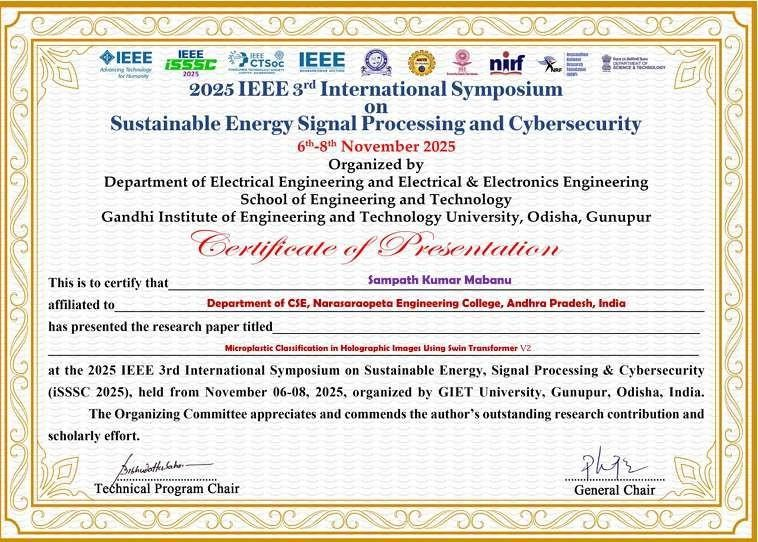 IEEE
Advancing Technology
for Humanity
IEEE
iSSSC
2025
IEEE
CTSoc
IEEE
nirf
2025 IEEE 3rd International Symposium
on
Sustainable Energy Signal Processing and Cybersecurity
6th-8th November 2025
Organized by
Department of Electrical Engineering and Electrical & Electronics Engineering
School of Engineering and Technology
Gandhi Institute of Engineering and Technology University, Odisha, Gunupur
Certificate of Presentation
This is to certify that Sampath Kumar Mabanu
affiliated to Department of CSE, Narasaraopeta Engineering College, Andhra Pradesh, India
has presented the research paper titled
Microplastic Classification in Holographic Images Using Swin Transformer V2
at the 2025 IEEE 3rd International Symposium on Sustainable Energy, Signal Processing & Cybersecurity
(iSSSC 2025), held from November 06-08, 2025, organized by GIET University, Gunupur, Odisha, India.
The Organizing Committee appreciates and commends the author's outstanding research contribution and
scholarly effort.
Technical Program Chair
General Chair